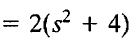 = 2(s² + 4)